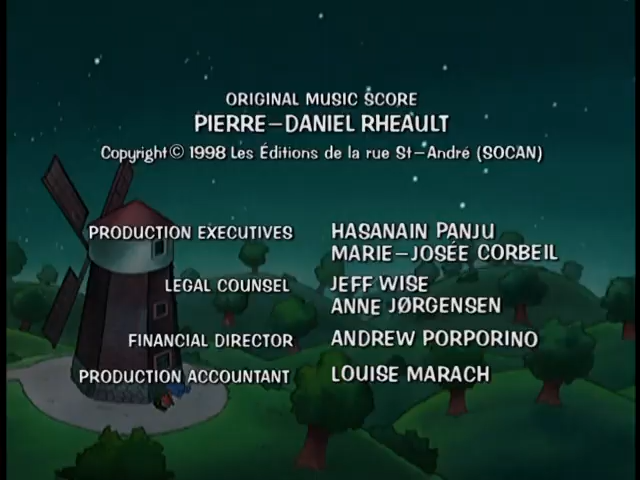 ORIGINAL MUSIC SCORE
PIERRE-DANIEL RHEAULT
Copyright© 1998 Les Éditions de la rue St-André (SOCAN)
PRODUCTION EXECUTIVES HASANAIN PANJU
MARIE-JOSÉE CORBEIL
LEGAL COUNSEL JEFF WISE
ANNE JØRGENSEN
FINANCIAL DIRECTOR ANDREW PORPORINO
PRODUCTION ACCOUNTANT LOUISE MARACH